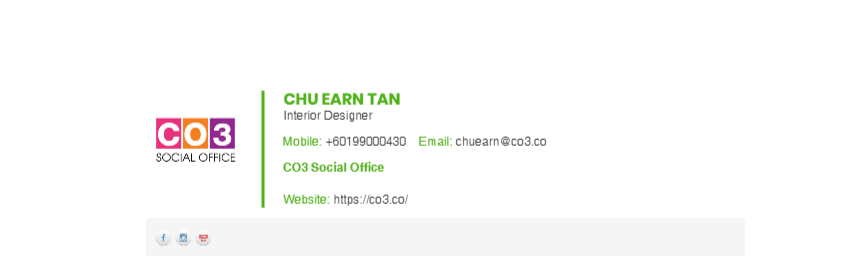 CHU EARN TAN
Interior Designer
CO3
SOCIAL OFFICE
Mobile: +60199000430 Email: chuearn@co3.co
CO3 Social Office
Website: https://co3.co/